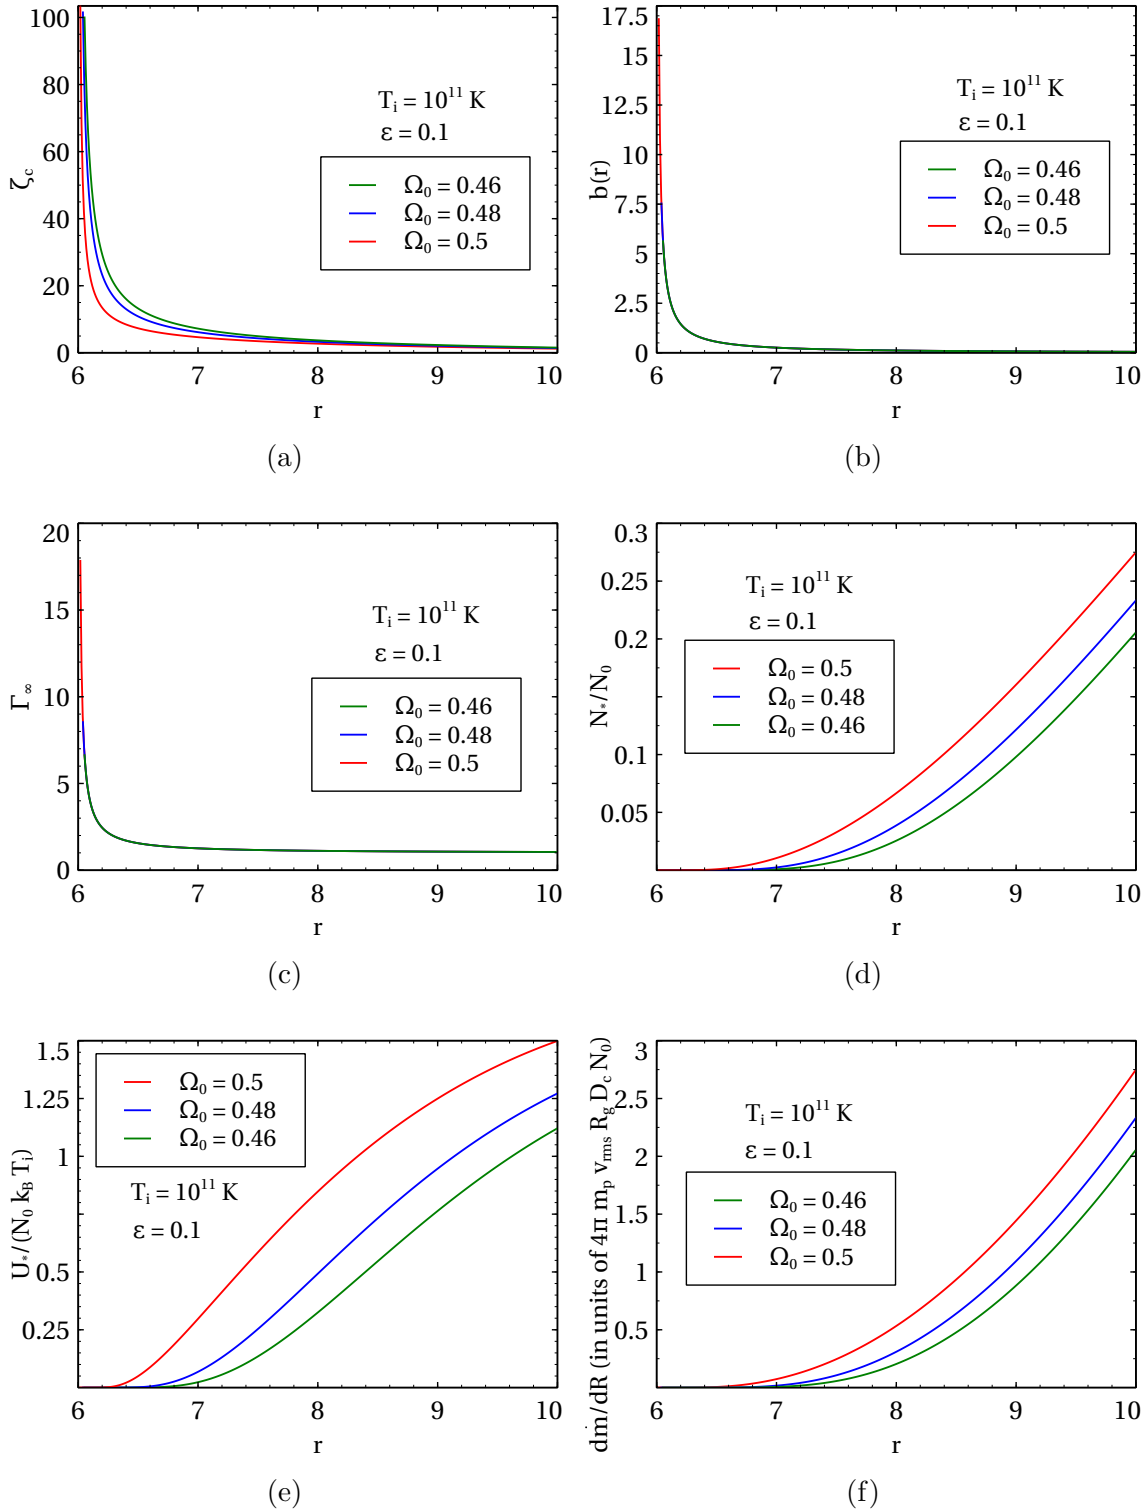 100
80
60
40
20
0
ζc
Ti = 10^11 K
ε = 0.1
Ω0 = 0.46
Ω0 = 0.48
Ω0 = 0.5
6 7 8 9 10
r
(a)
17.5
15
12.5
10
7.5
5
2.5
0
b(r)
Ti = 10^11 K
ε = 0.1
Ω0 = 0.46
Ω0 = 0.48
Ω0 = 0.5
6 7 8 9 10
r
(b)
20
15
10
5
0
Γ∞
Ti = 10^11 K
ε = 0.1
Ω0 = 0.46
Ω0 = 0.48
Ω0 = 0.5
6 7 8 9 10
r
(c)
0.3
0.25
0.2
0.1
0.05
N*/N0
Ti = 10^11 K
ε = 0.1
Ω0 = 0.5
Ω0 = 0.48
Ω0 = 0.46
6 7 8 9 10
r
(d)
1.5
1.25
1
0.5
0.25
U*/(N0 kB Ti)
Ω0 = 0.5
Ω0 = 0.48
Ω0 = 0.46
Ti = 10^11 K
ε = 0.1
6 7 8 9 10
r
(e)
3
2.5
2
1.5
1
0.5
dṁ/dR (in units of 4π mp vrms Rg Dc N0)
Ti = 10^11 K
ε = 0.1
Ω0 = 0.46
Ω0 = 0.48
Ω0 = 0.5
6 7 8 9 10
r
(f)